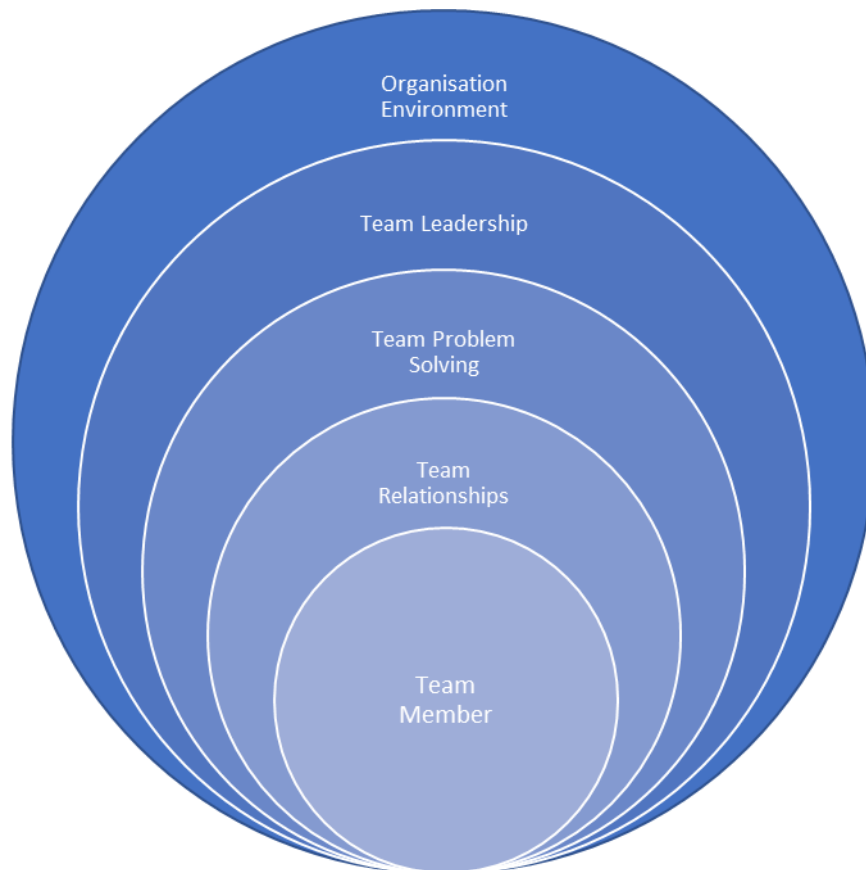 Organisation
Environment
Team Leadership
Team Problem
Solving
Team
Relationships
Team
Member